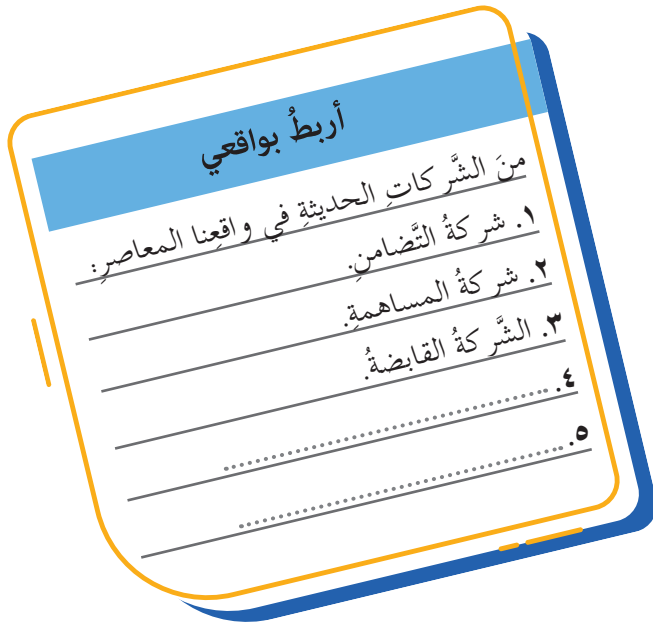 أربطُ بواقعي
منَ الشَّركاتِ الحديثةِ في واقعِنا المعاصرِ:
١. شركةُ التَّضامنِ.
٢. شركةُ المساهمةِ.
٣. الشَّركةُ القابضةُ.
٤. ........................................
٥. ........................................